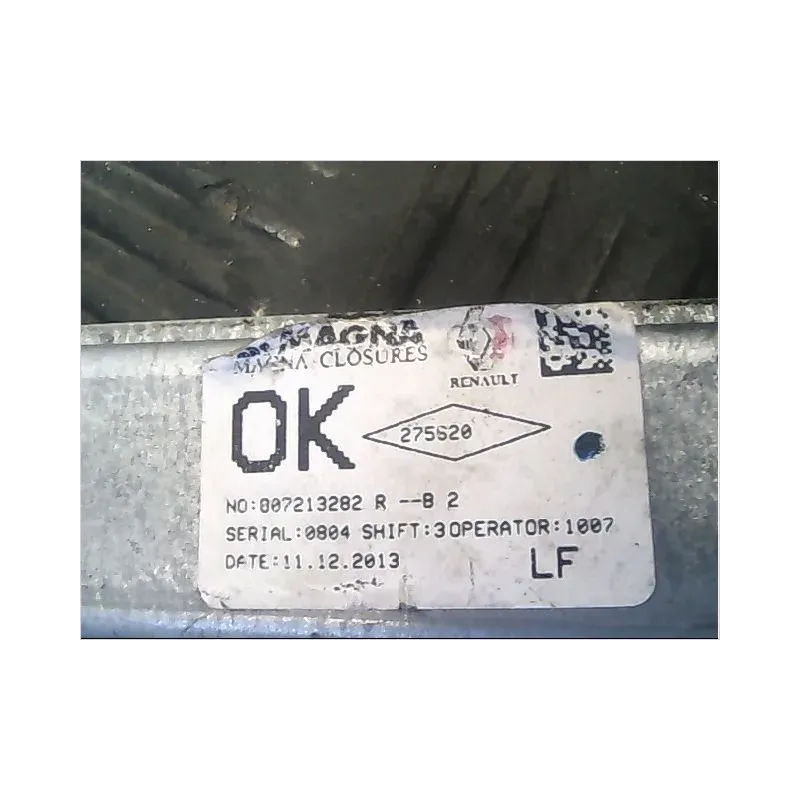 MAGNA
MAGNA CLOSURES
RENAULT
OK
275620
NO:807213282 R --B 2
SERIAL:0804 SHIFT:3OPERATOR:1007
DATE:11.12.2013
LF